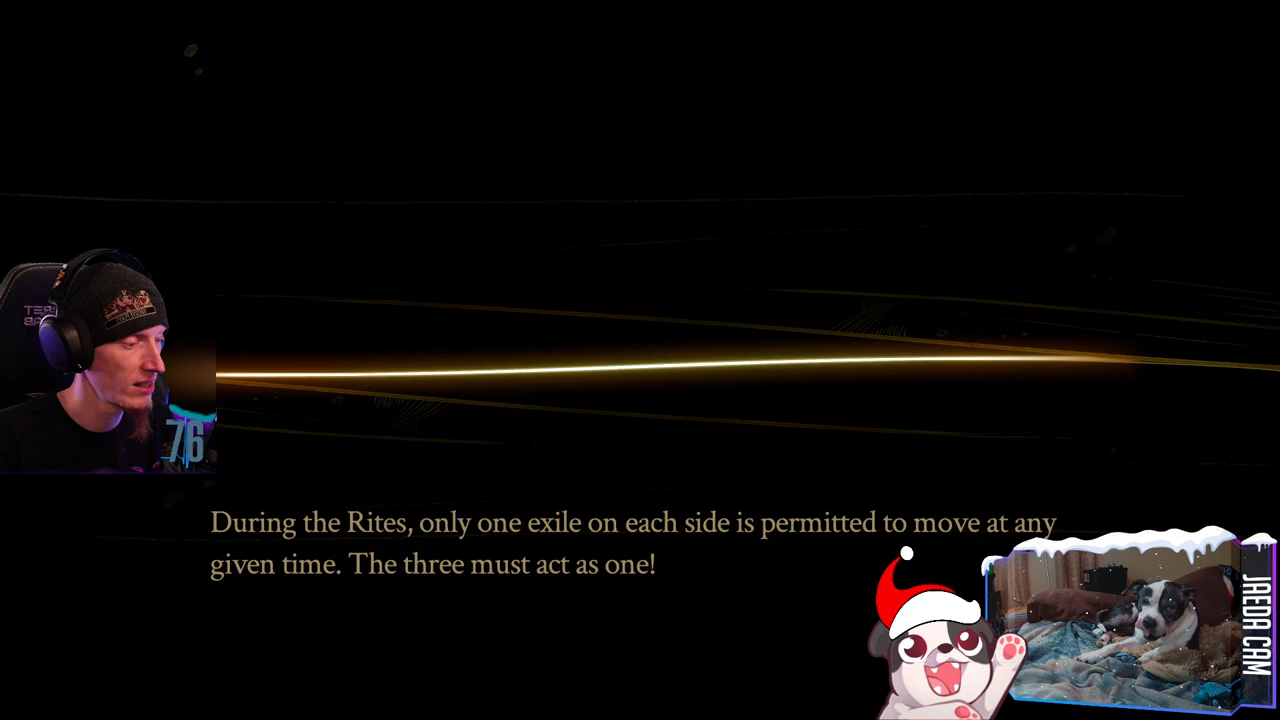 76
During the Rites, only one exile on each side is permitted to move at any
given time. The three must act as one!
JAEDA CAM